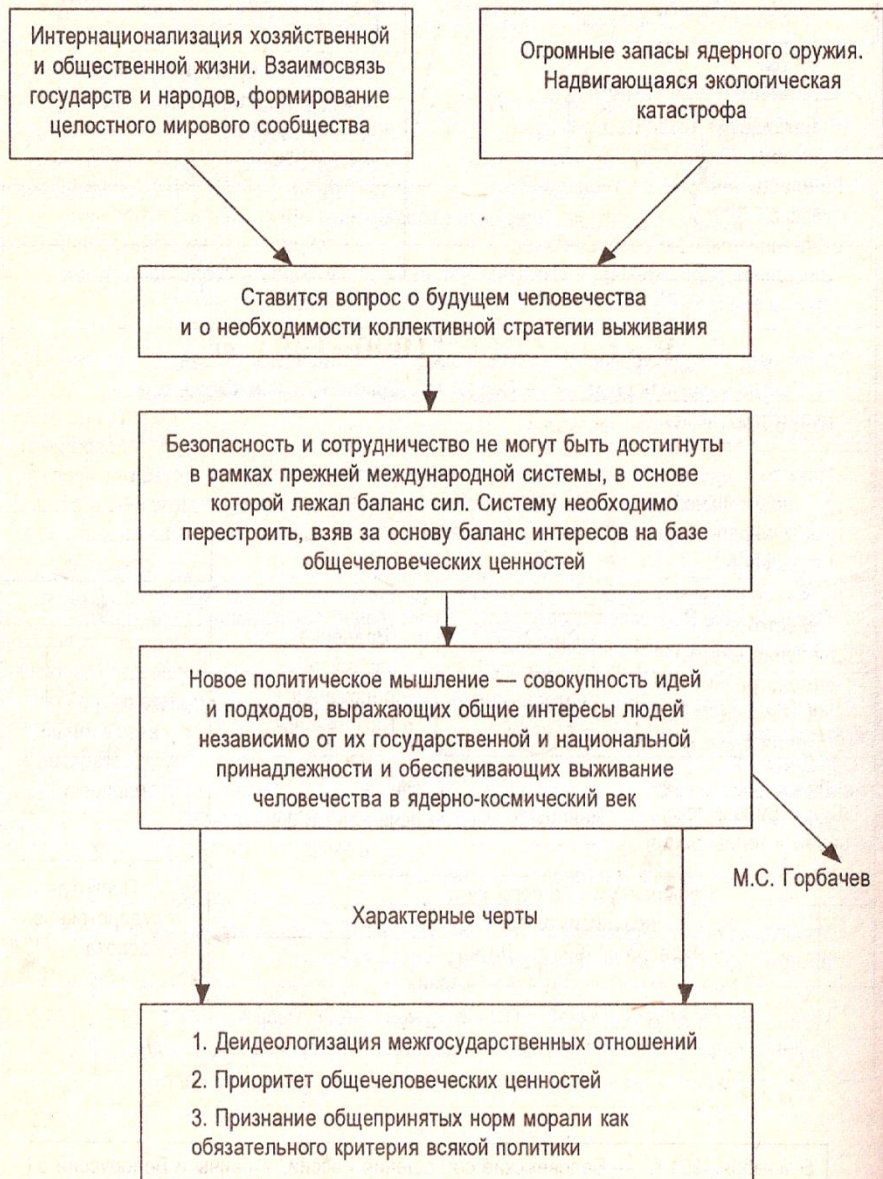 Интернационализация хозяйственной
и общественной жизни. Взаимосвязь
государств и народов, формирование
целостного мирового сообщества
Огромные запасы ядерного оружия.
Надвигающаяся экологическая
катастрофа
Ставится вопрос о будущем человечества
и о необходимости коллективной стратегии выживания
Безопасность и сотрудничество не могут быть достигнуты
в рамках прежней международной системы, в основе
которой лежал баланс сил. Систему необходимо
перестроить, взяв за основу баланс интересов на базе
общечеловеческих ценностей
Новое политическое мышление — совокупность идей
и подходов, выражающих общие интересы людей
независимо от их государственной и национальной
принадлежности и обеспечивающих выживание
человечества в ядерно-космический век
М.С. Горбачев
Характерные черты
1. Деидеологизация межгосударственных отношений
2. Приоритет общечеловеческих ценностей
3. Признание общепринятых норм морали как
обязательного критерия всякой политики